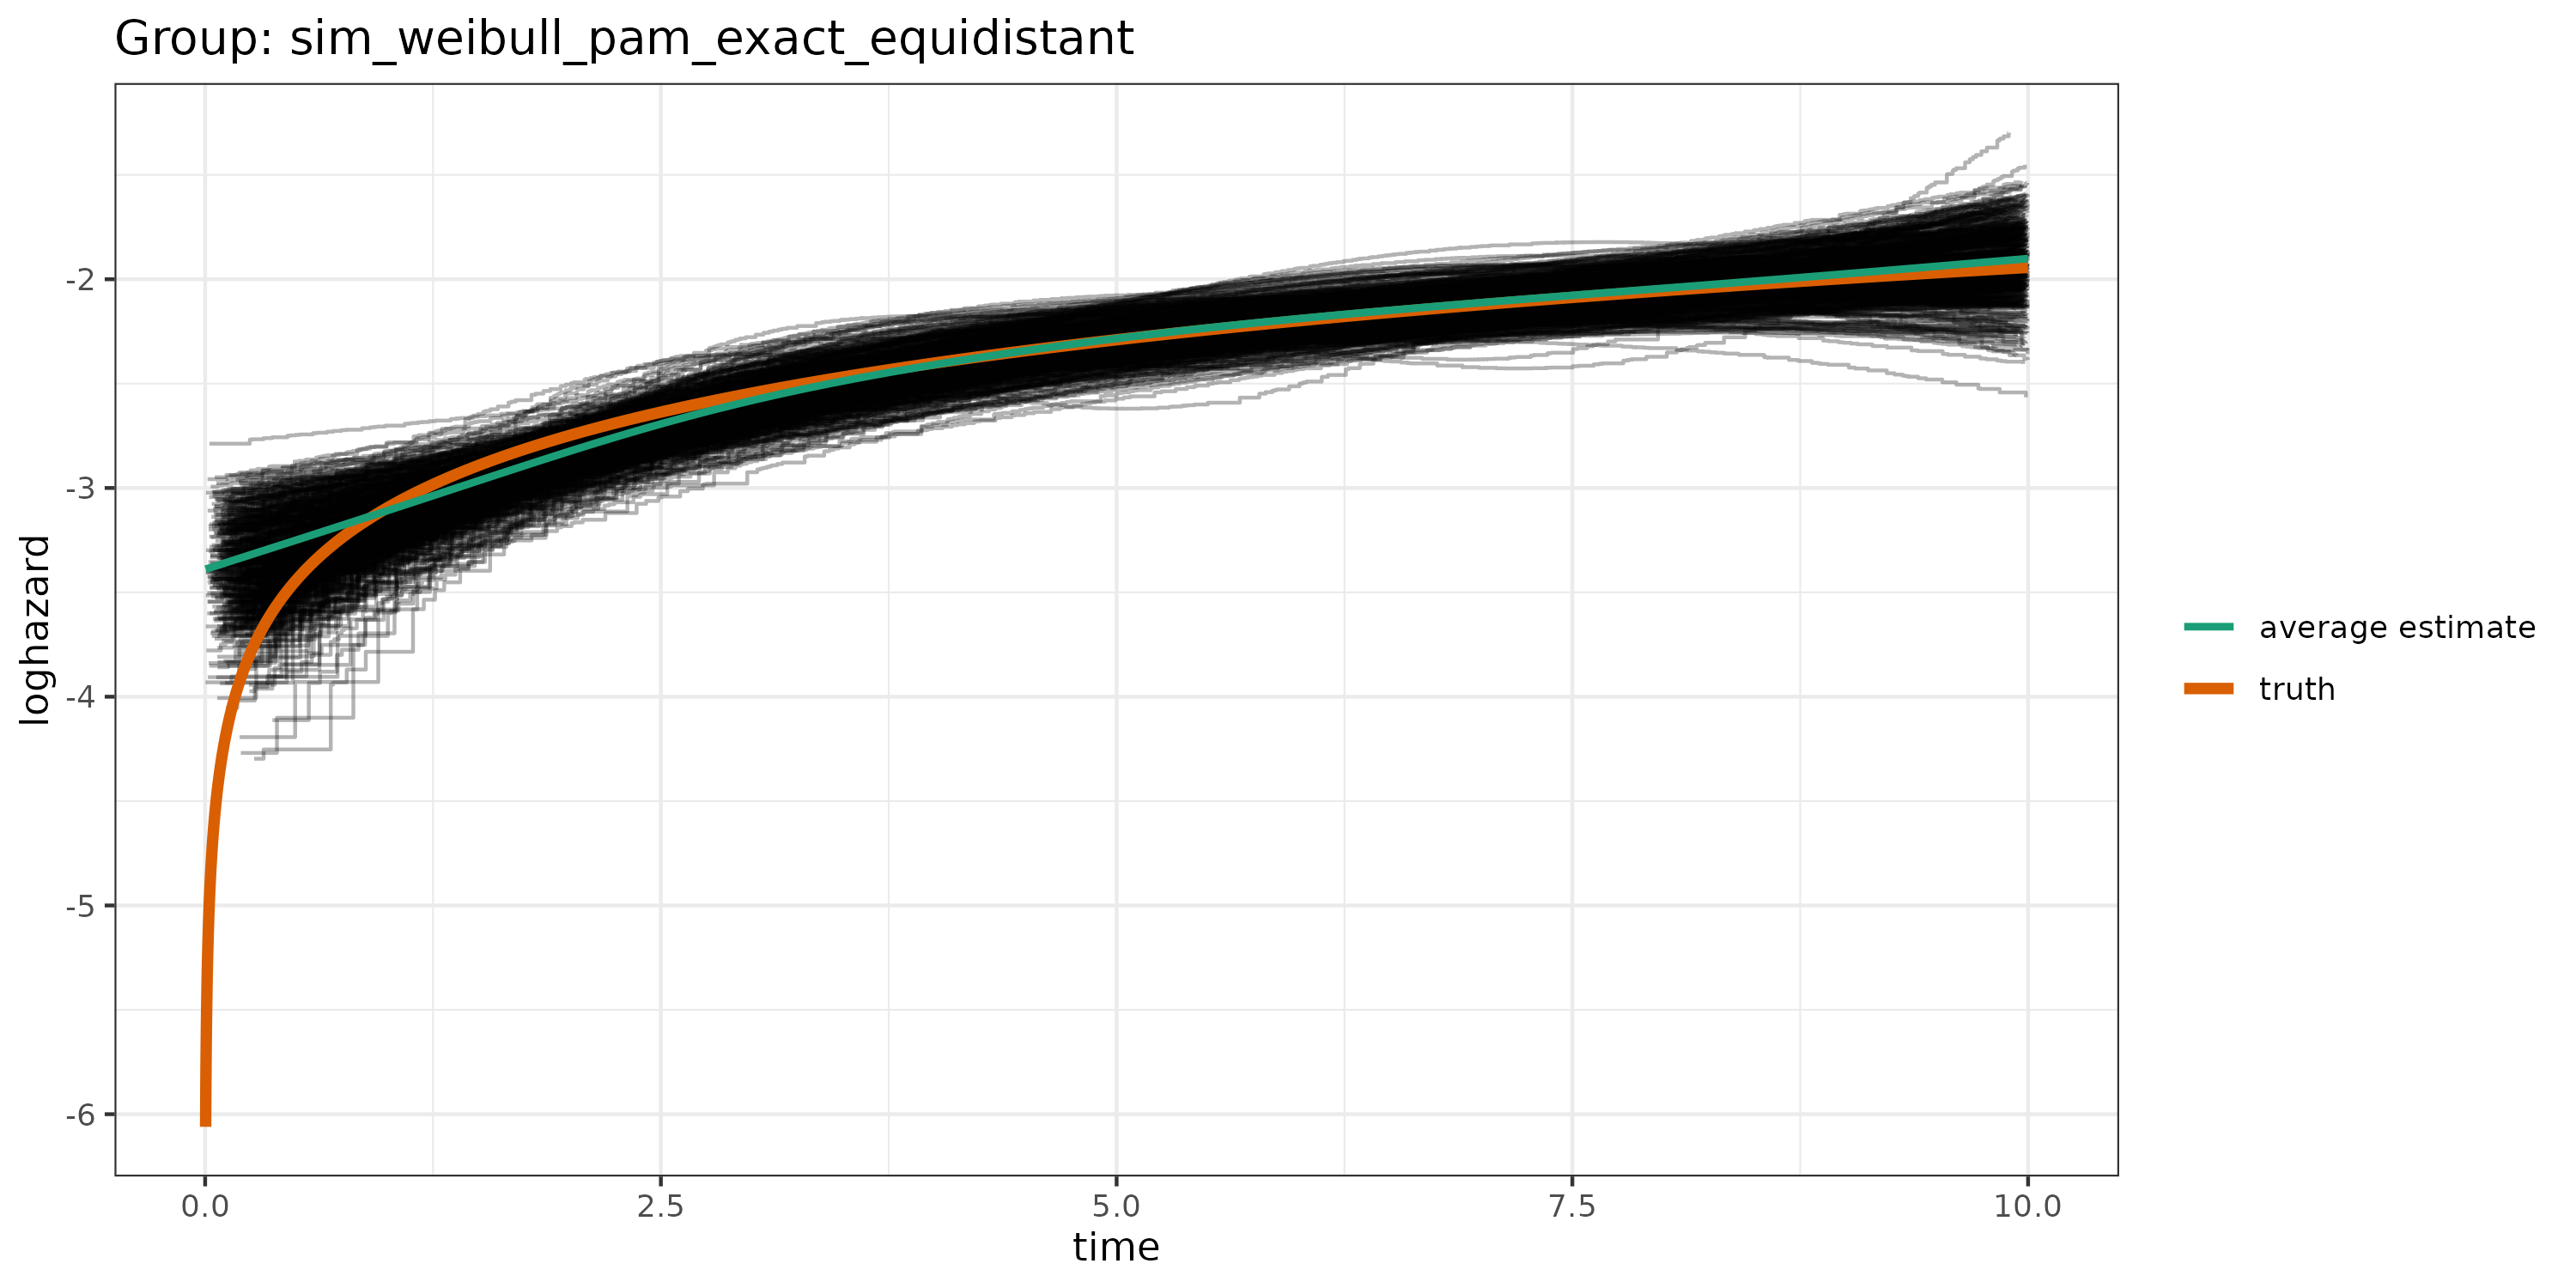 Group: sim_weibull_pam_exact_equidistant
loghazard
-2
-3
-4
-5
-6
0.0
2.5
5.0
7.5
10.0
time
average estimate
truth